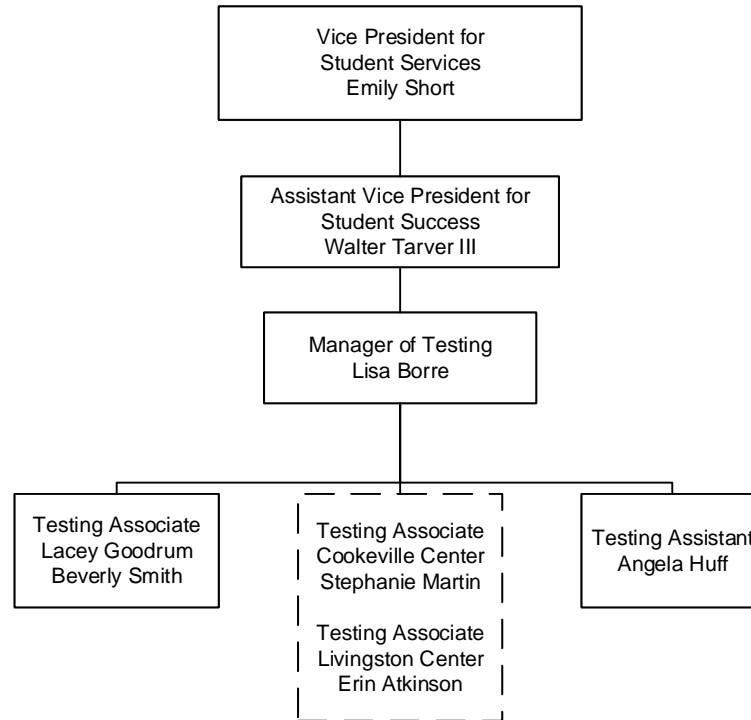 Vice President for
Student Services
Emily Short
Assistant Vice President for
Student Success
Walter Tarver III
Manager of Testing
Lisa Borre
Testing Associate
Lacey Goodrum
Beverly Smith
Testing Associate
Cookeville Center
Stephanie Martin
Testing Associate
Livingston Center
Erin Atkinson
Testing Assistant
Angela Huff